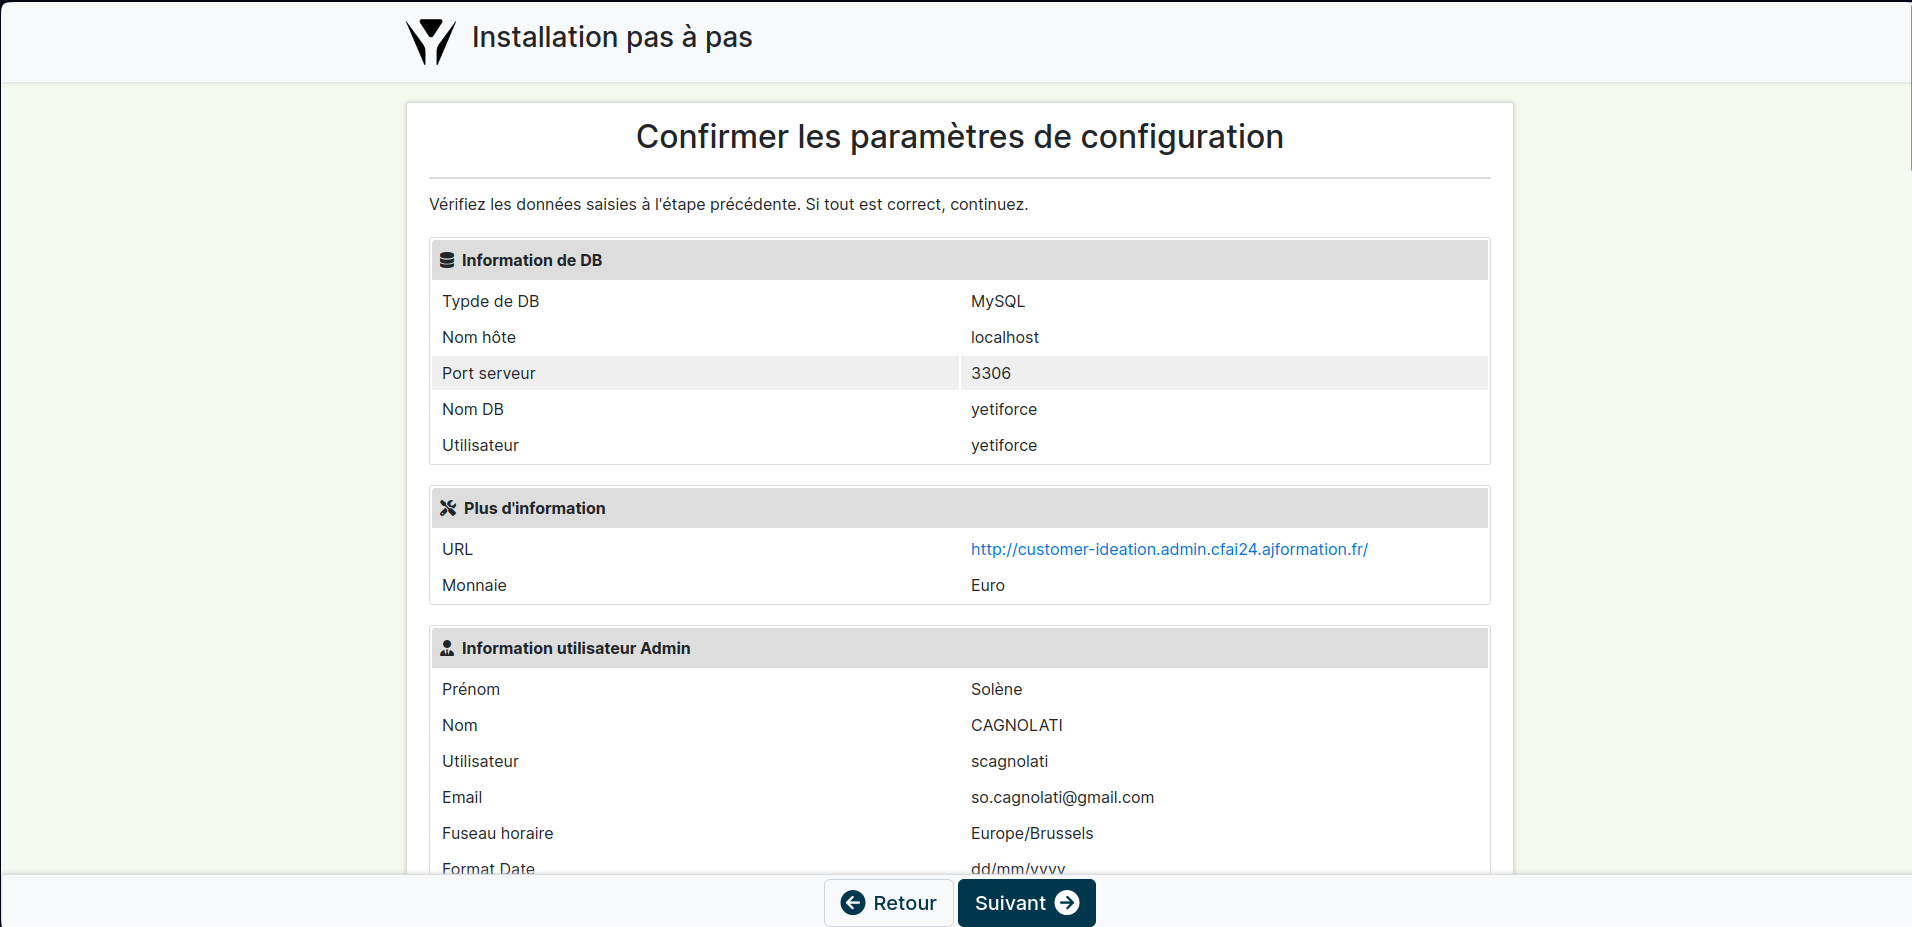 Installation pas à pas
Confirmer les paramètres de configuration
Vérifiez les données saisies à l'étape précédente. Si tout est correct, continuez.
Information de DB
Typde de DB MySQL
Nom hôte localhost
Port serveur 3306
Nom DB yetiforce
Utilisateur yetiforce
Plus d'information
URL http://customer-ideation.admin.cfai24.ajformation.fr/
Monnaie Euro
Information utilisateur Admin
Prénom Solène
Nom CAGNOLATI
Utilisateur scagnolati
Email so.cagnolati@gmail.com
Fuseau horaire Europe/Brussels
Format Date dd/mm/yyyy
Retour Suivant